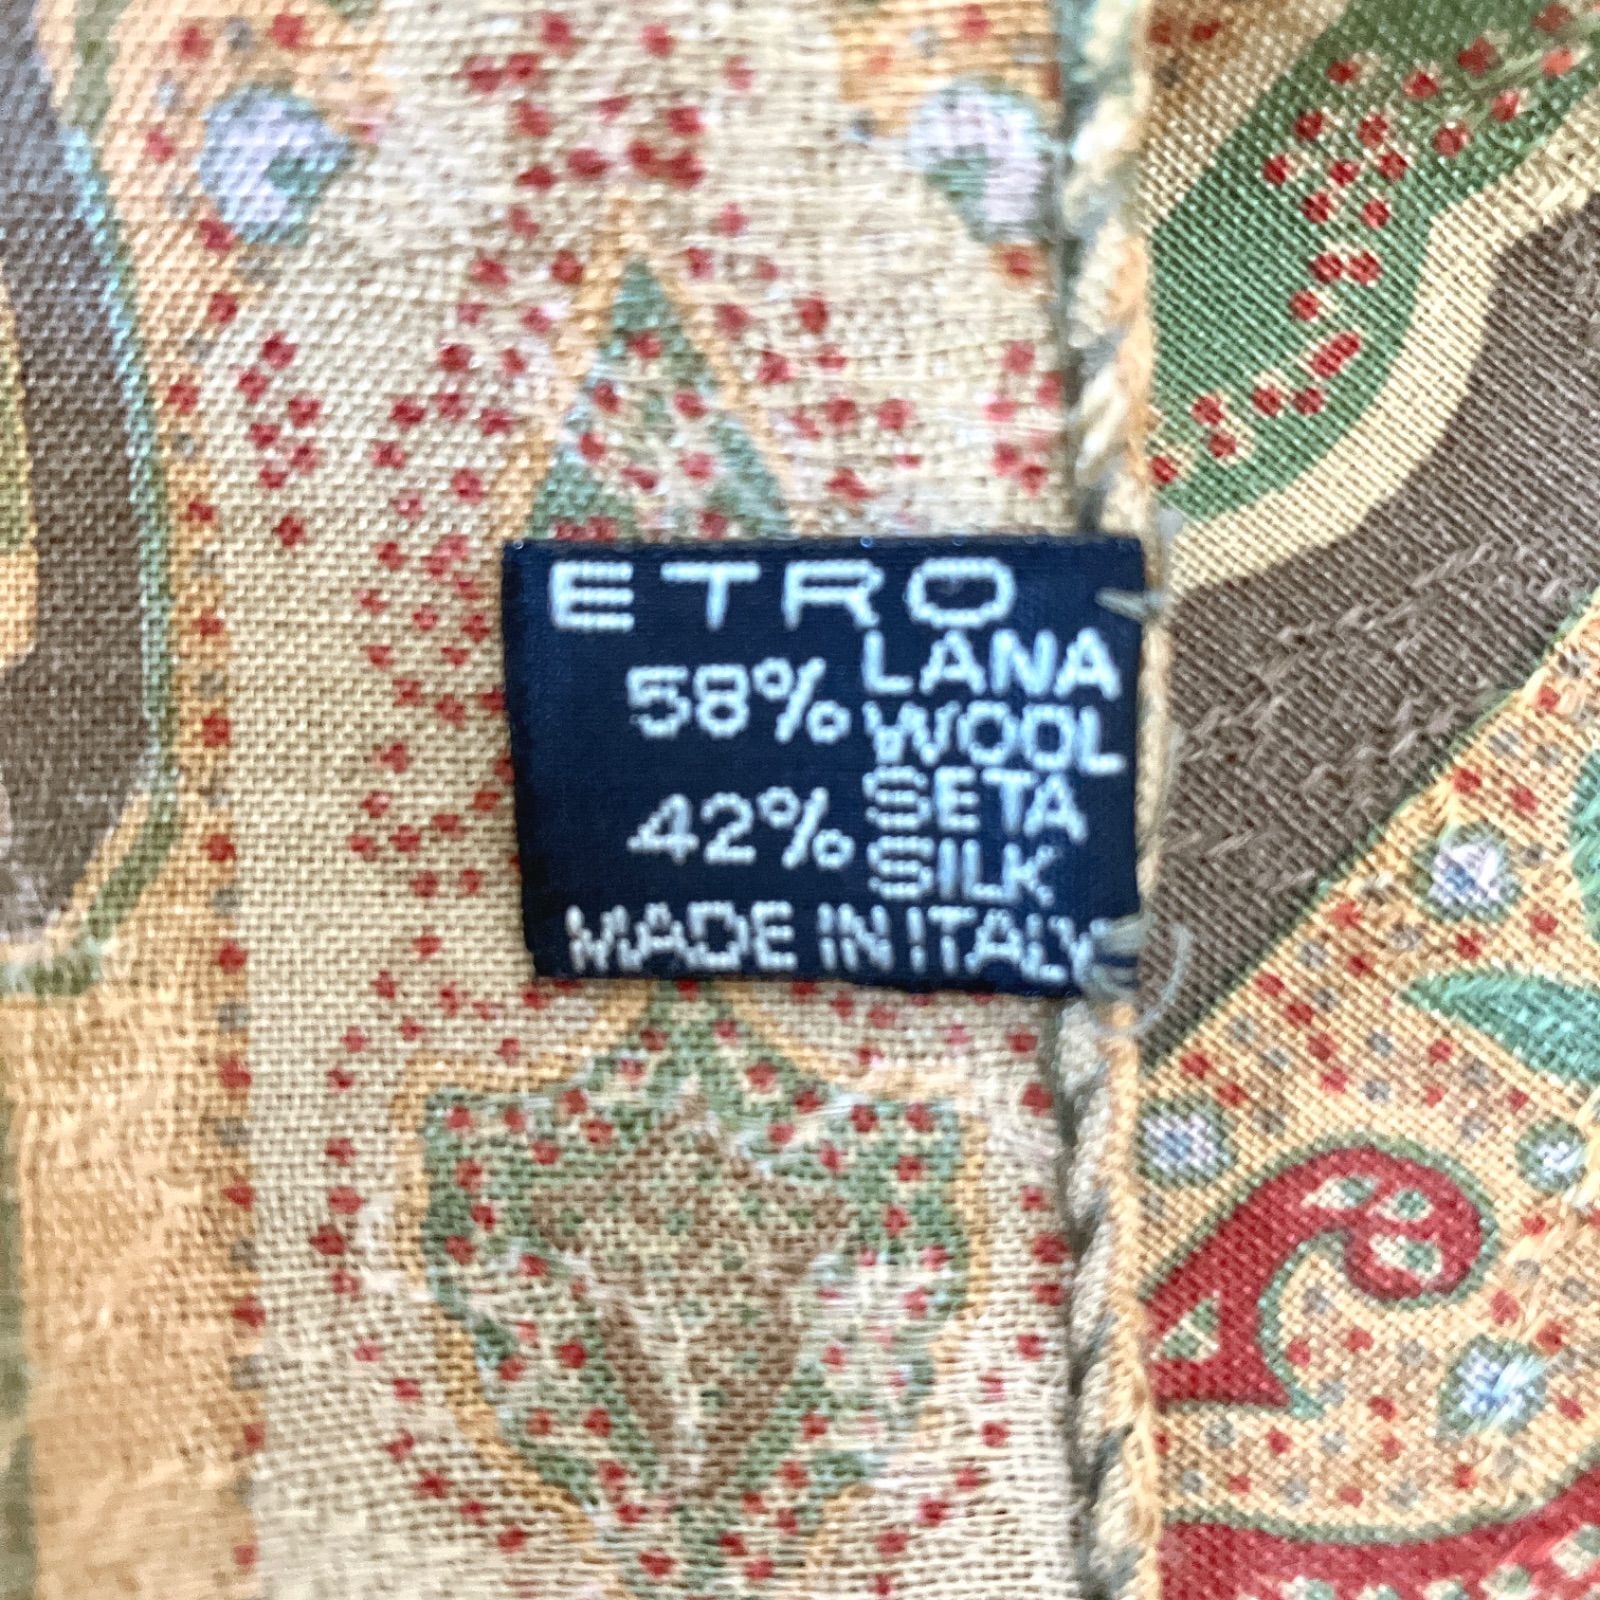 ETRO
58% LANA
WOOL
42% SETA
SILK
MADE IN ITALY